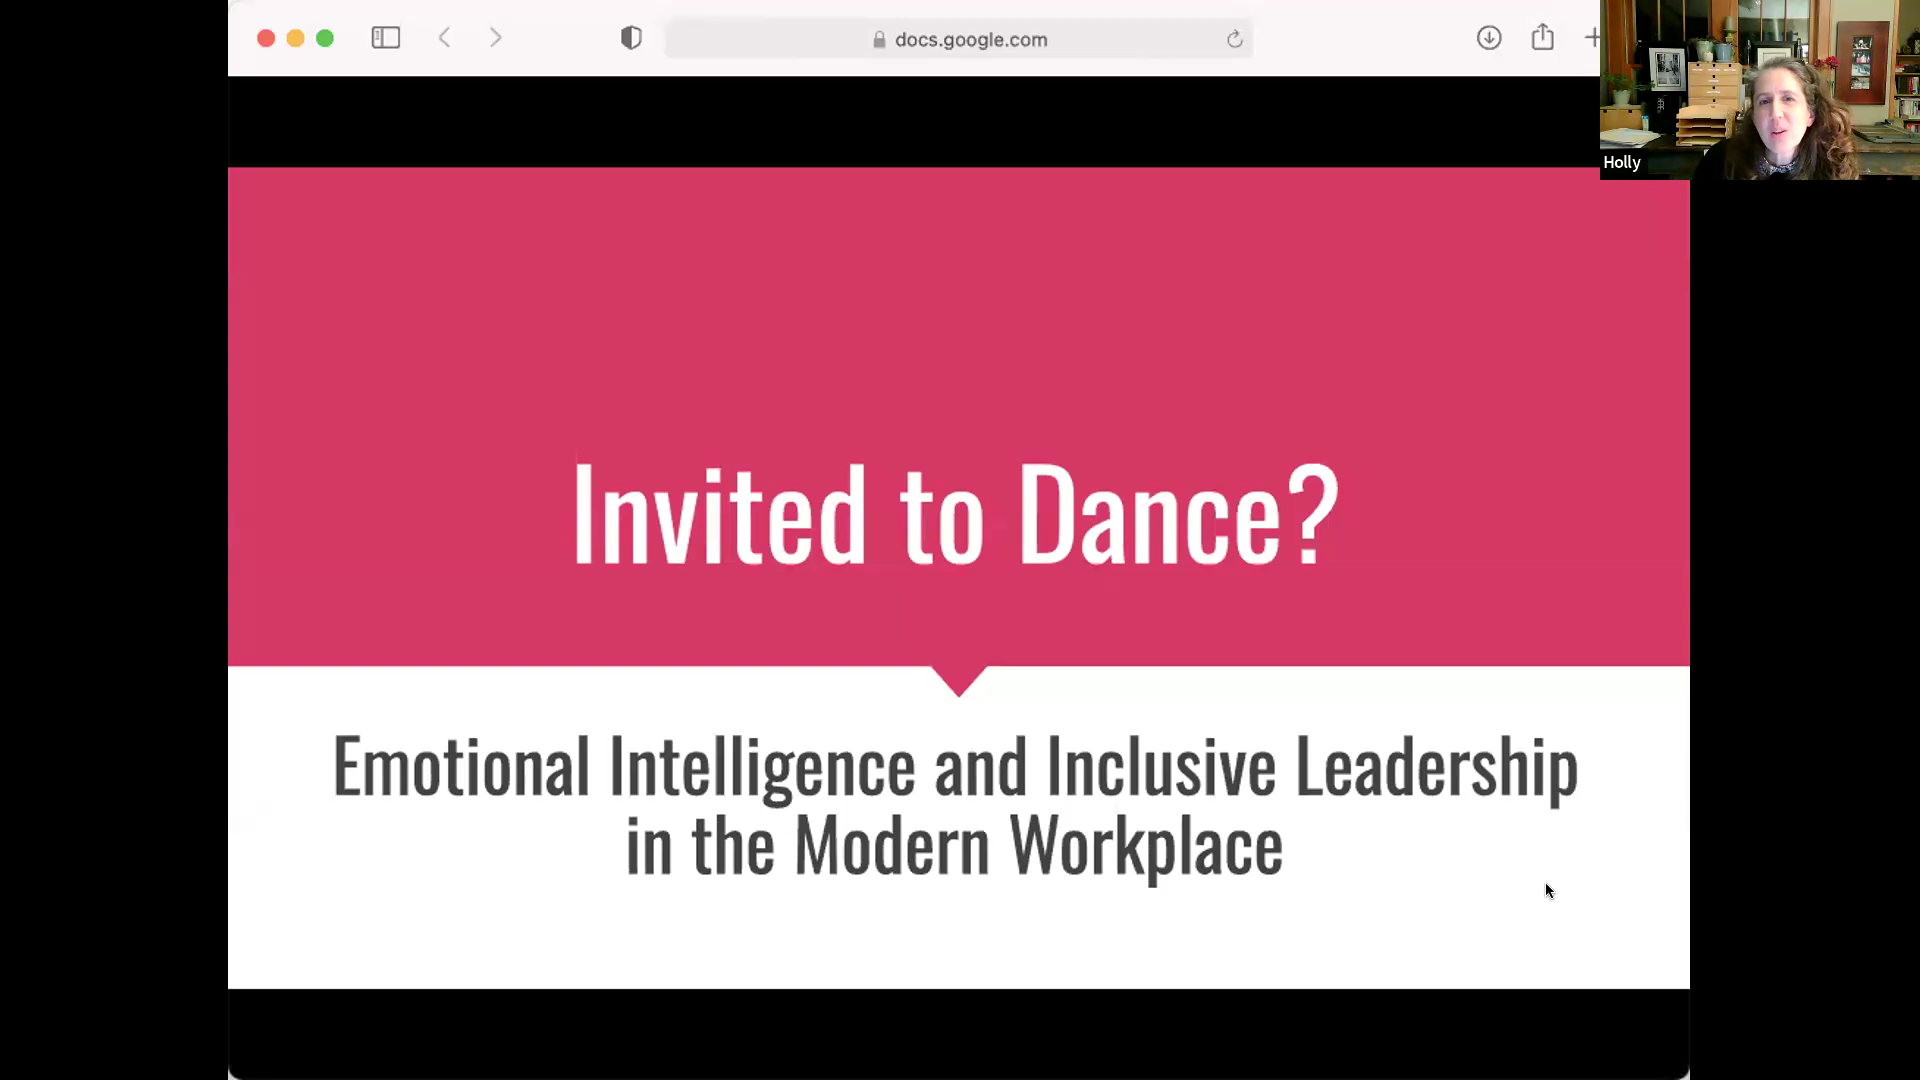 docs.google.com
Holly
Invited to Dance?
Emotional Intelligence and Inclusive Leadership
in the Modern Workplace